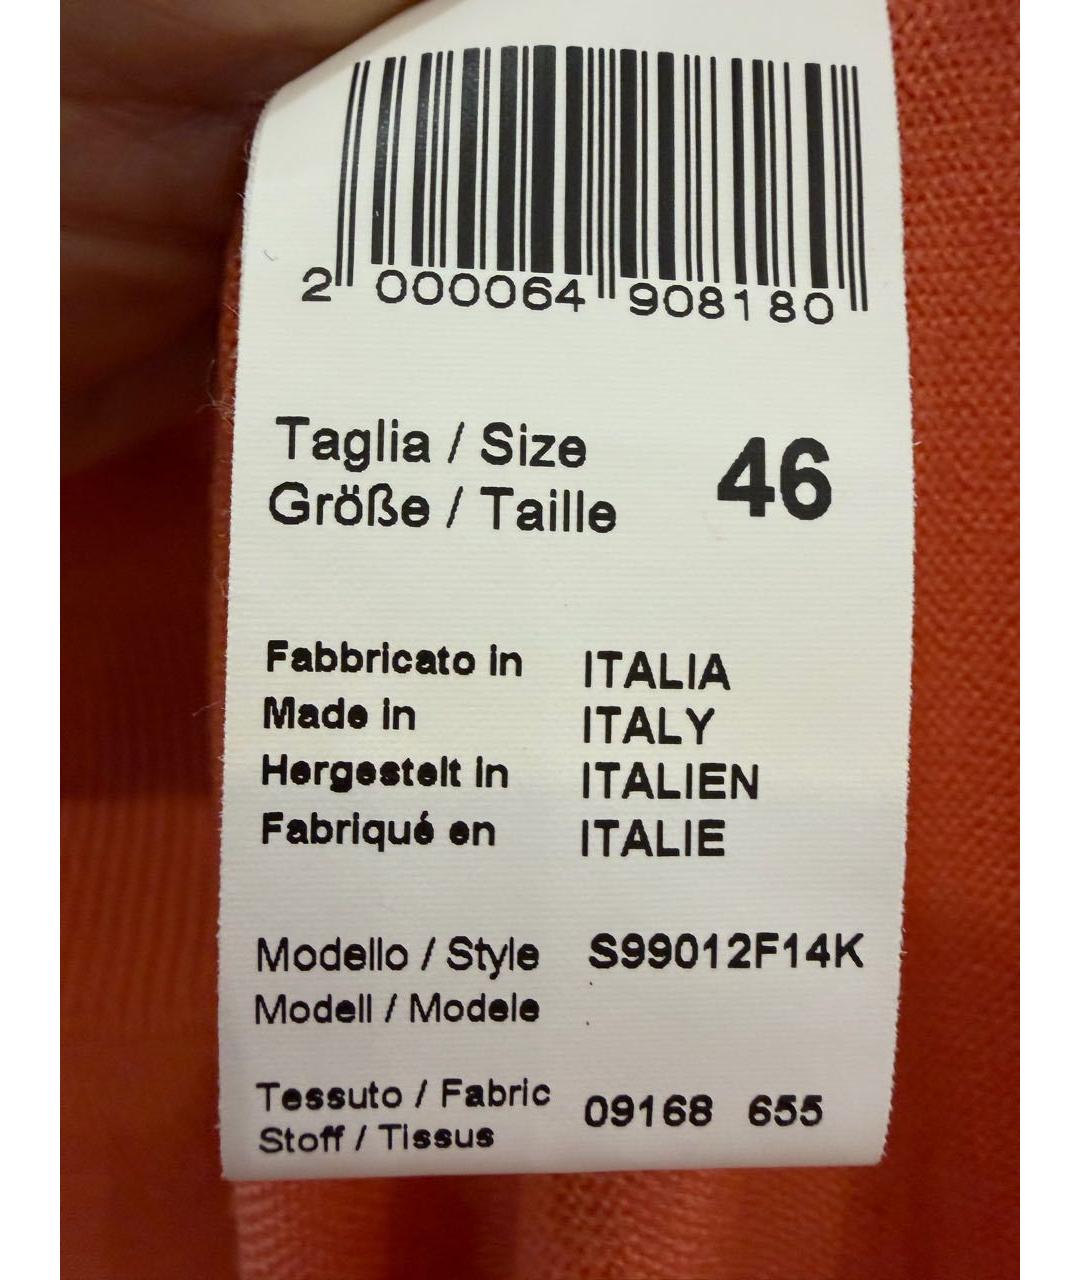 2 000064 908180
Taglia / Size 46
Größe / Taille
Fabbricato in ITALIA
Made in ITALY
Hergestelt in ITALIEN
Fabriqué en ITALIE
Modello / Style S99012F14K
Modell / Modele
Tessuto / Fabric 09168 655
Stoff / Tissus